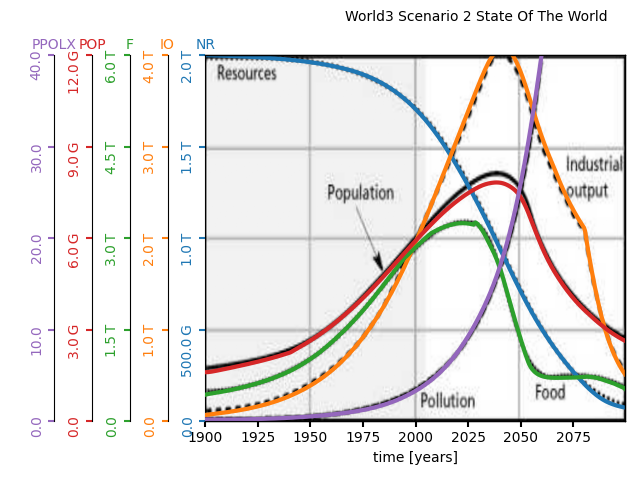 World3 Scenario 2 State Of The World
PPOLX POP F IO NR
40.0 12.0 G 6.0 T 4.0 T 2.0 T
30.0 9.0 G 4.5 T 3.0 T 1.5 T
20.0 6.0 G 3.0 T 2.0 T 1.0 T
10.0 3.0 G 1.5 T 1.0 T 500.0 G
0.0 0.0 0.0 0.0 0.0
Resources
Industrial
output
Population
Pollution
Food
1900 1925 1950 1975 2000 2025 2050 2075
time [years]